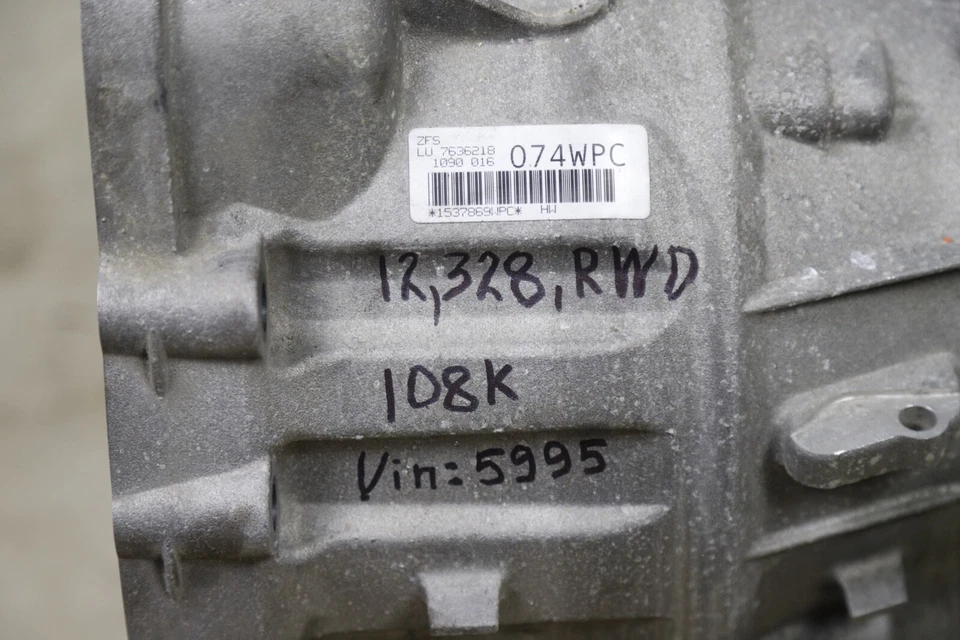 ZFS
LU 7636218
1090 016
074WPC
*1537869WPC* HW
12,328, RWD
108K
Vin: 5995